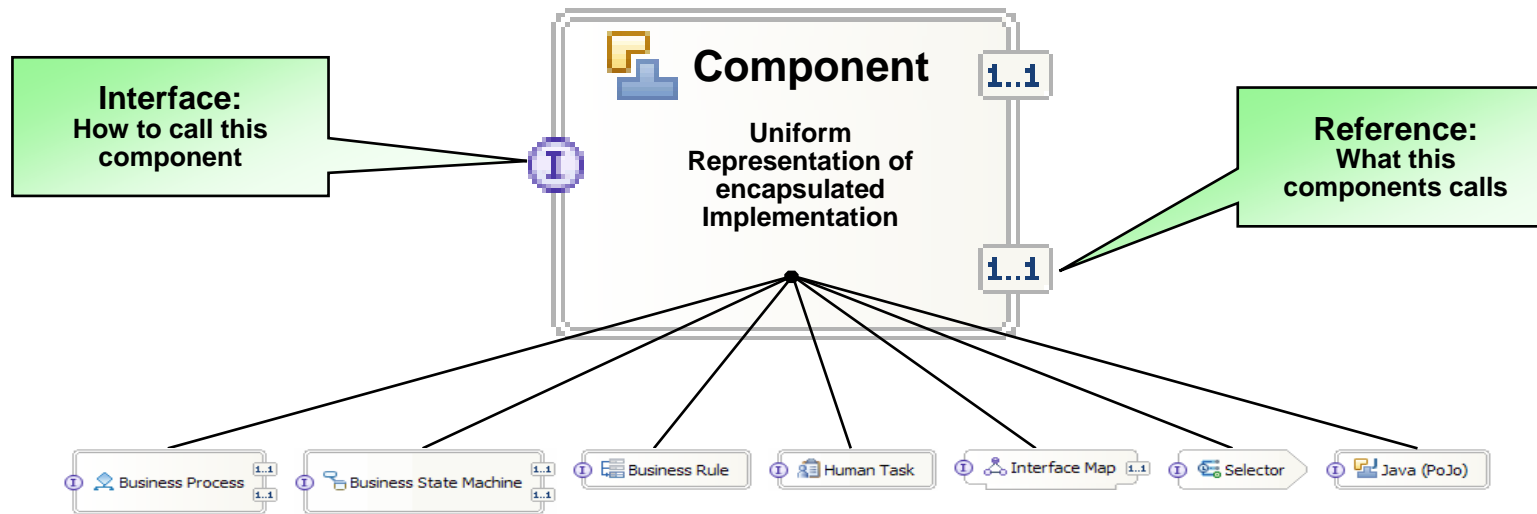 Component
1..1
Interface:
How to call this
component
Reference:
What this
components calls
I
Uniform
Representation of
encapsulated
Implementation
1..1
I Business Process 1..1 1..1
I Business State Machine 1..1 1..1
I Business Rule
I Human Task
I Interface Map 1..1
I Selector
I Java (PoJo)